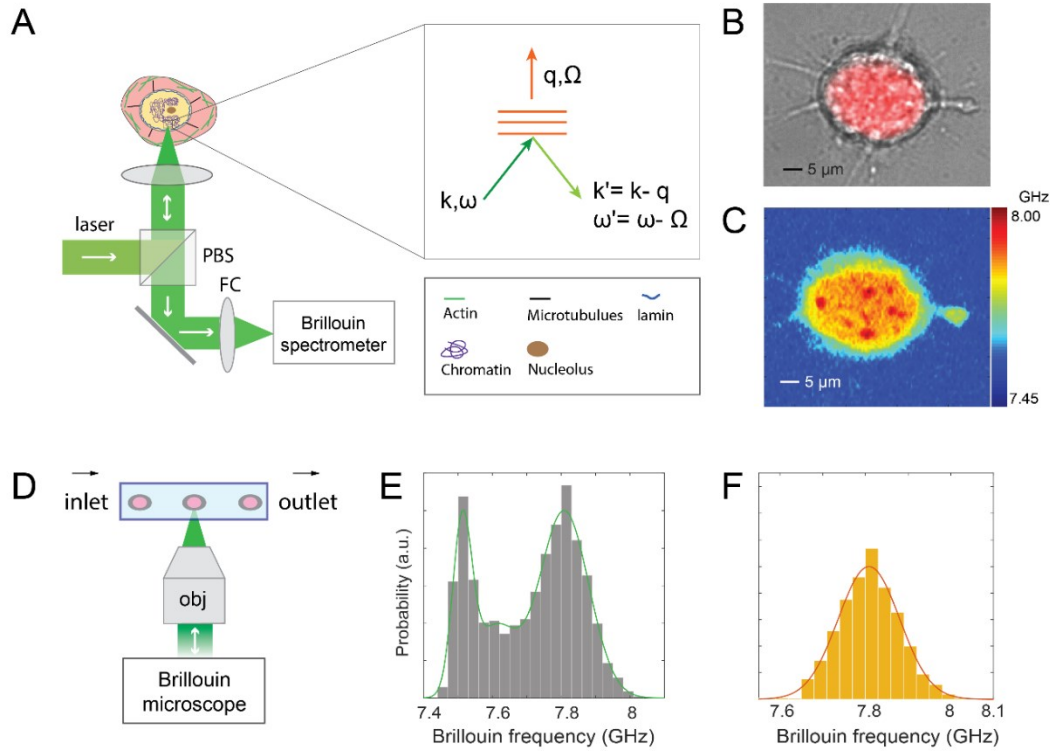 A
q,Ω
k,ω
k'= k- q
ω'= ω- Ω
laser
PBS
FC
Brillouin
spectrometer
Actin
Microtubulues
lamin
Chromatin
Nucleolus
B
5 μm
C
GHz
8.00
7.45
5 μm
D
inlet
outlet
obj
Brillouin
microscope
E
Probability (a.u.)
7.4
7.6
7.8
8
Brillouin frequency (GHz)
F
7.6
7.8
8
8.1
Brillouin frequency (GHz)